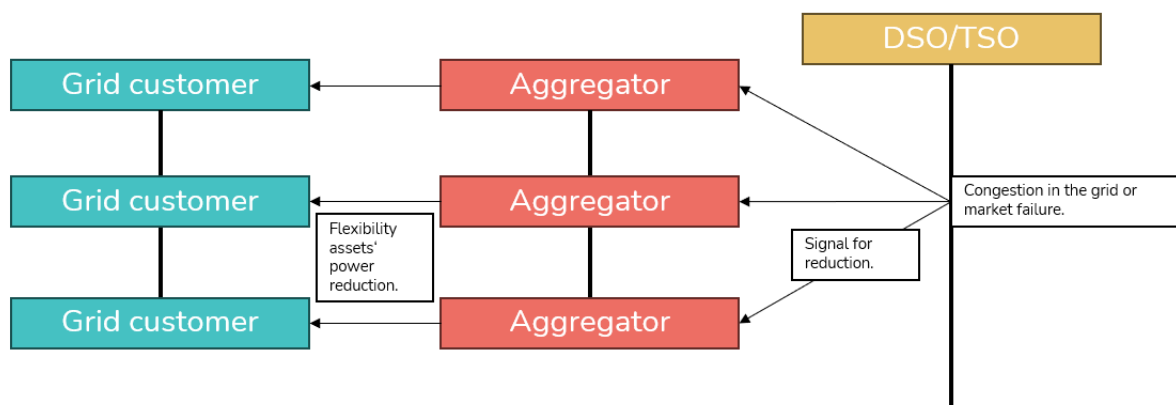 DSO/TSO
Grid customer
Aggregator
Grid customer
Aggregator
Congestion in the grid or
market failure.
Flexibility
assets‘
power
reduction.
Signal for
reduction.
Grid customer
Aggregator